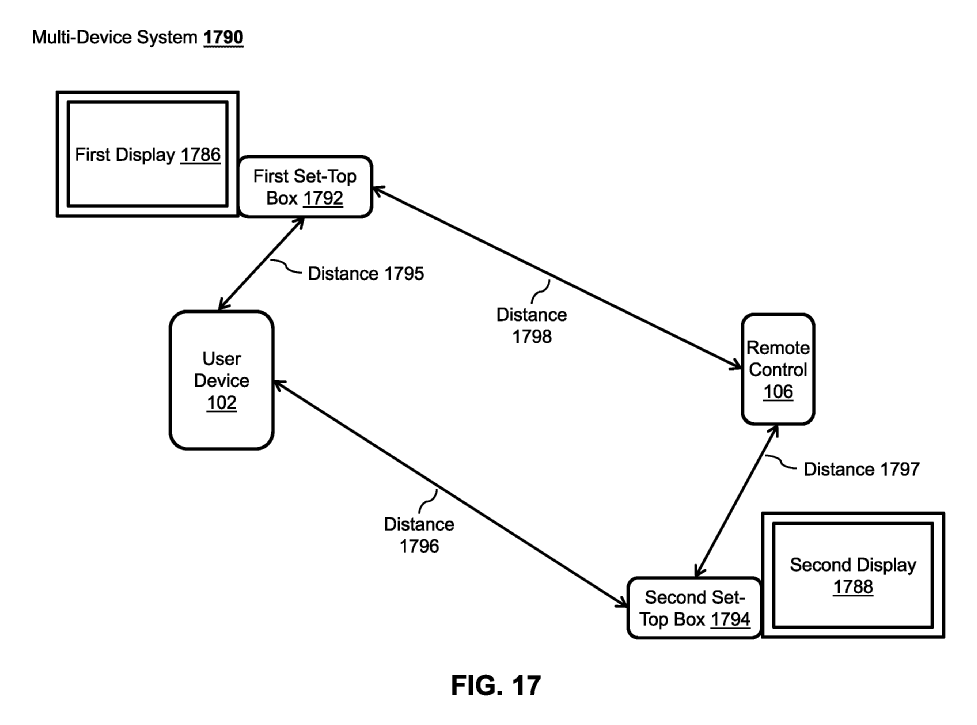 Multi-Device System 1790
First Display 1786
First Set-Top
Box 1792
Distance 1795
Distance
1798
User
Device
102
Remote
Control
106
Distance 1797
Distance
1796
Second Display
1788
Second Set-
Top Box 1794
FIG. 17